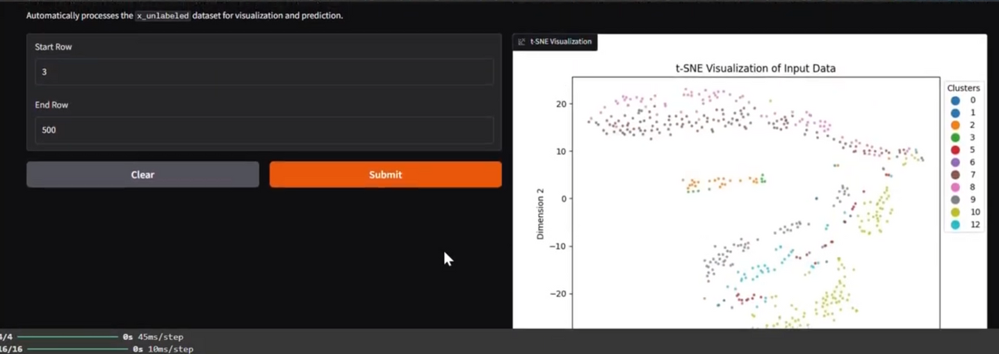 Automatically processes the x_unlabeled dataset for visualization and prediction.
Start Row
3
End Row
500
Clear
Submit
t-SNE Visualization
t-SNE Visualization of Input Data
Dimension 2
20
10
0
−10
−20
Clusters
0
1
2
3
5
6
7
8
9
10
12
4/4 0s 45ms/step
16/16 0s 10ms/step